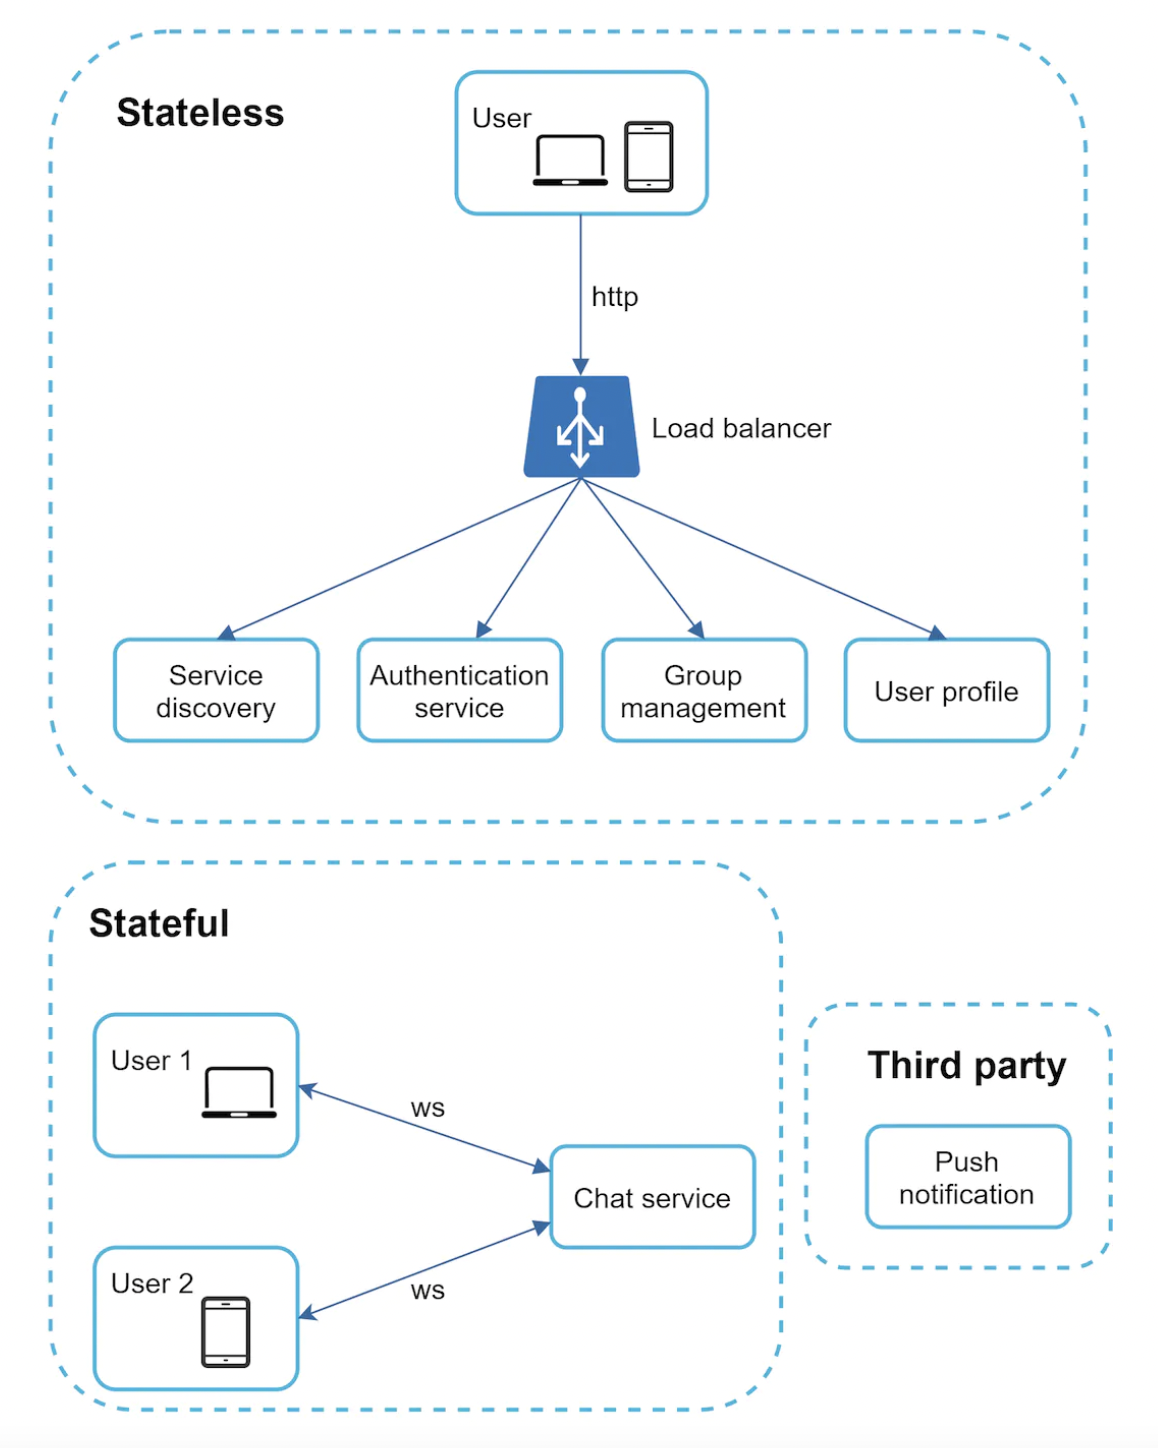 Stateless
User
http
Load balancer
Service
discovery
Authentication
service
Group
management
User profile
Stateful
User 1
ws
Chat service
User 2
ws
Third party
Push
notification